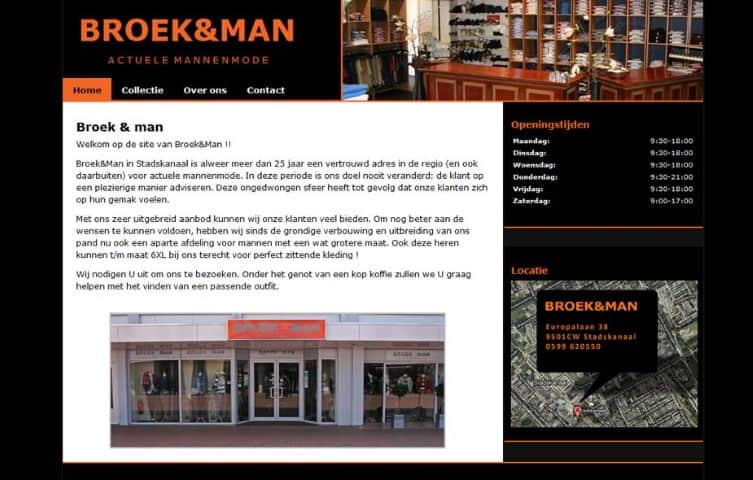 BROEK&MAN
ACTUELE MANNENMODE
Home Collectie Over ons Contact
Broek & man
Welkom op de site van Broek&Man !!
Broek&Man in Stadskanaal is alweer meer dan 25 jaar een vertrouwd adres in de regio (en ook
daarbuiten) voor actuele mannenmode. In deze periode is ons doel nooit veranderd: de klant op
een plezierige manier adviseren. Deze ongedwongen sfeer heeft tot gevolg dat onze klanten zich
op hun gemak voelen.
Met ons zeer uitgebreid aanbod kunnen wij onze klanten veel bieden. Om nog beter aan de
wensen te kunnen voldoen, hebben wij sinds de grondige verbouwing en uitbreiding van ons
pand nu ook een aparte afdeling voor mannen met een wat grotere maat. Ook deze heren
kunnen t/m maat 6XL bij ons terecht voor perfect zittende kleding !
Wij nodigen U uit om ons te bezoeken. Onder het genot van een kop koffie zullen we U graag
helpen met het vinden van een passende outfit.
BROEK MAN
Openingstijden
Maandag: 9:30-18:00
Dinsdag: 9:30-18:00
Woensdag: 9:30-18:00
Donderdag: 9:30-21:00
Vrijdag: 9:30-18:00
Zaterdag: 9:00-17:00
Locatie
BROEK&MAN
Europalaan 38
9501CW Stadskanaal
0599 620550